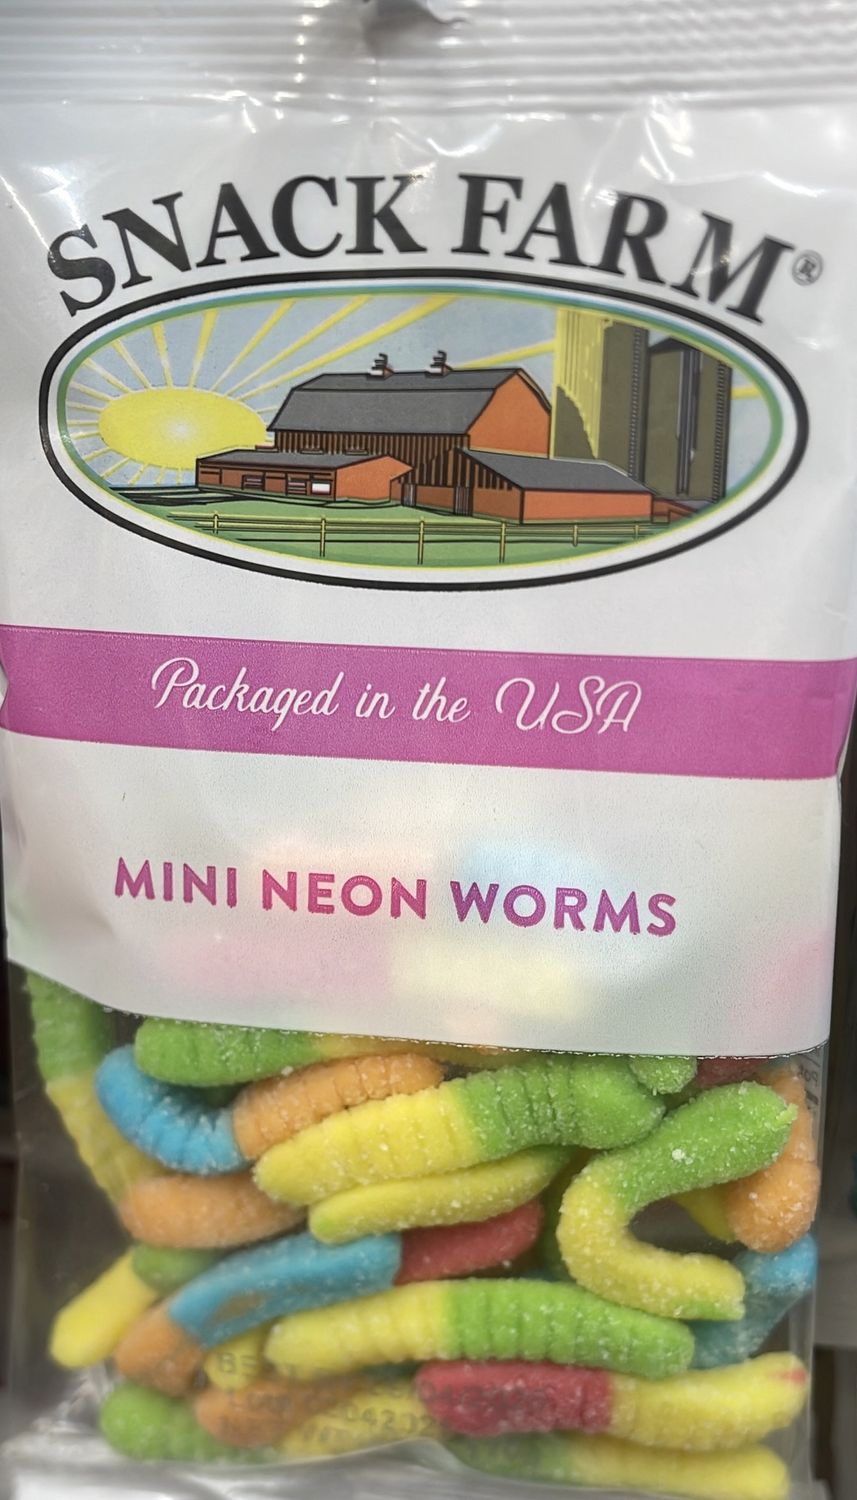 SNACK FARM®
Packaged in the USA
MINI NEON WORMS